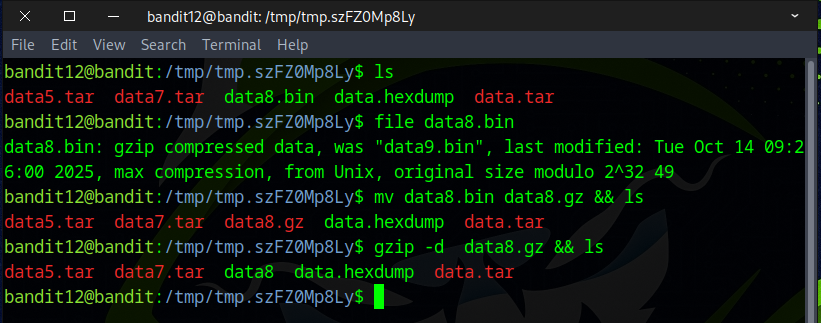 bandit12@bandit: /tmp/tmp.szFZ0Mp8Ly
File Edit View Search Terminal Help
bandit12@bandit:/tmp/tmp.szFZ0Mp8Ly$ ls
data5.tar  data7.tar  data8.bin  data.hexdump  data.tar
bandit12@bandit:/tmp/tmp.szFZ0Mp8Ly$ file data8.bin
data8.bin: gzip compressed data, was "data9.bin", last modified: Tue Oct 14 09:2
6:00 2025, max compression, from Unix, original size modulo 2^32 49
bandit12@bandit:/tmp/tmp.szFZ0Mp8Ly$ mv data8.bin data8.gz && ls
data5.tar  data7.tar  data8.gz  data.hexdump  data.tar
bandit12@bandit:/tmp/tmp.szFZ0Mp8Ly$ gzip -d  data8.gz && ls
data5.tar  data7.tar  data8  data.hexdump  data.tar
bandit12@bandit:/tmp/tmp.szFZ0Mp8Ly$